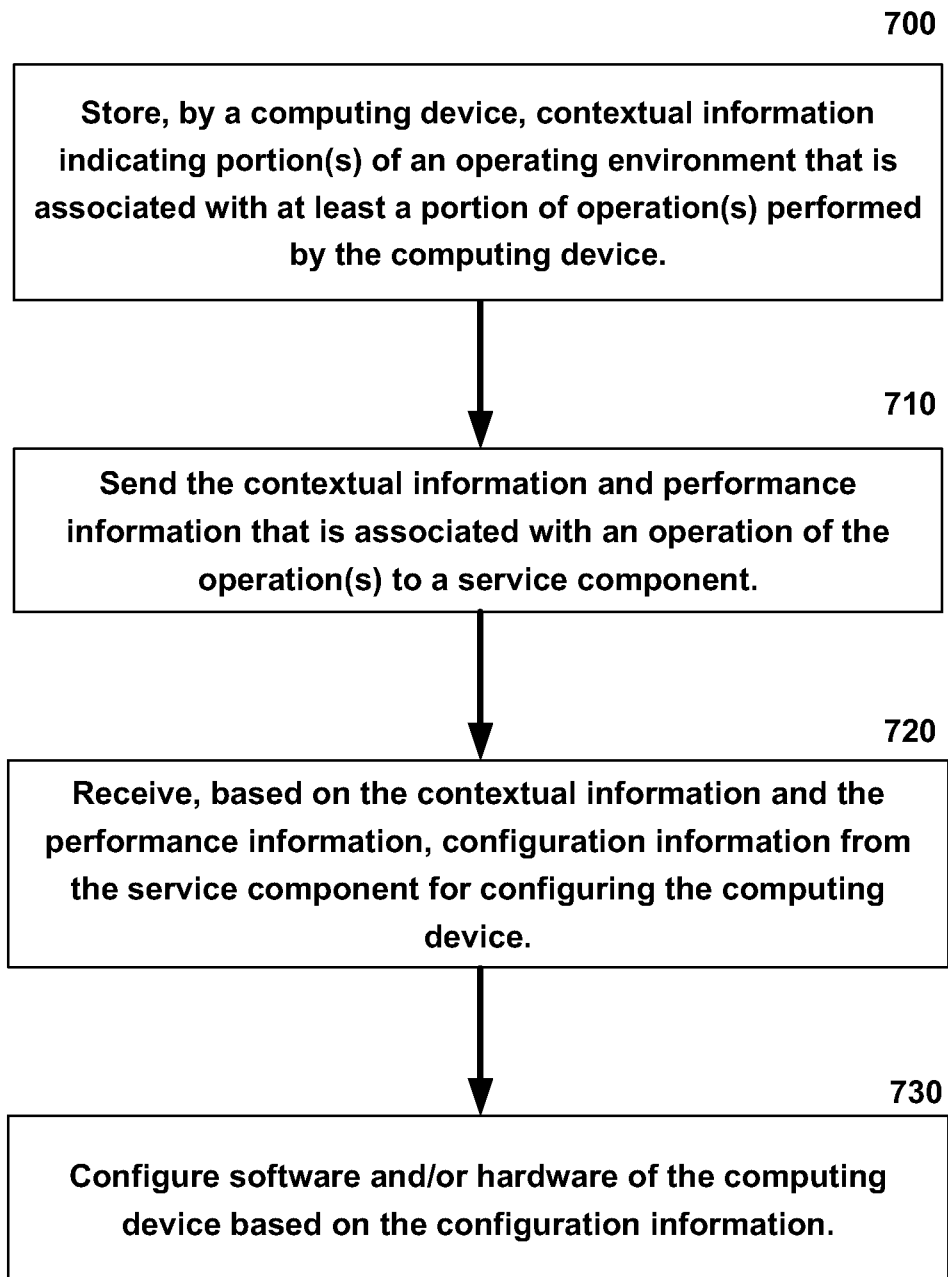 700
Store, by a computing device, contextual information
indicating portion(s) of an operating environment that is
associated with at least a portion of operation(s) performed
by the computing device.
710
Send the contextual information and performance
information that is associated with an operation of the
operation(s) to a service component.
720
Receive, based on the contextual information and the
performance information, configuration information from
the service component for configuring the computing
device.
730
Configure software and/or hardware of the computing
device based on the configuration information.